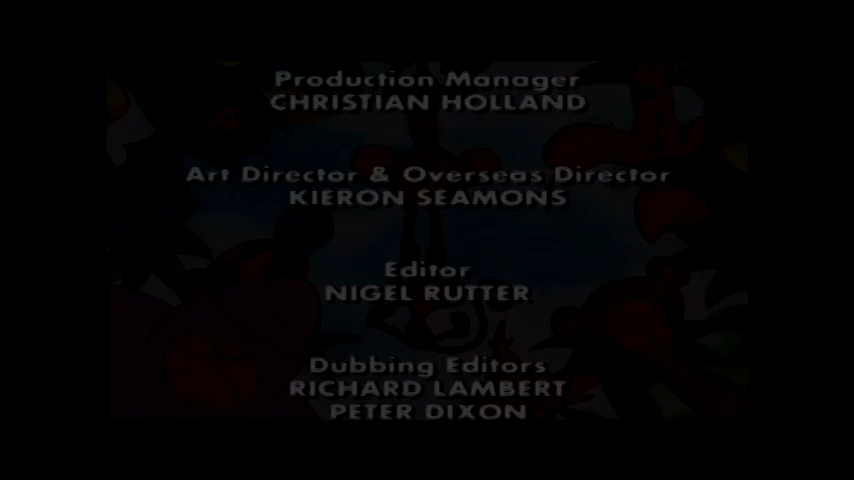 Production Manager
CHRISTIAN HOLLAND
Art Director & Overseas Director
KIERON SEAMONS
Editor
NIGEL RUTTER
Dubbing Editors
RICHARD LAMBERT
PETER DIXON